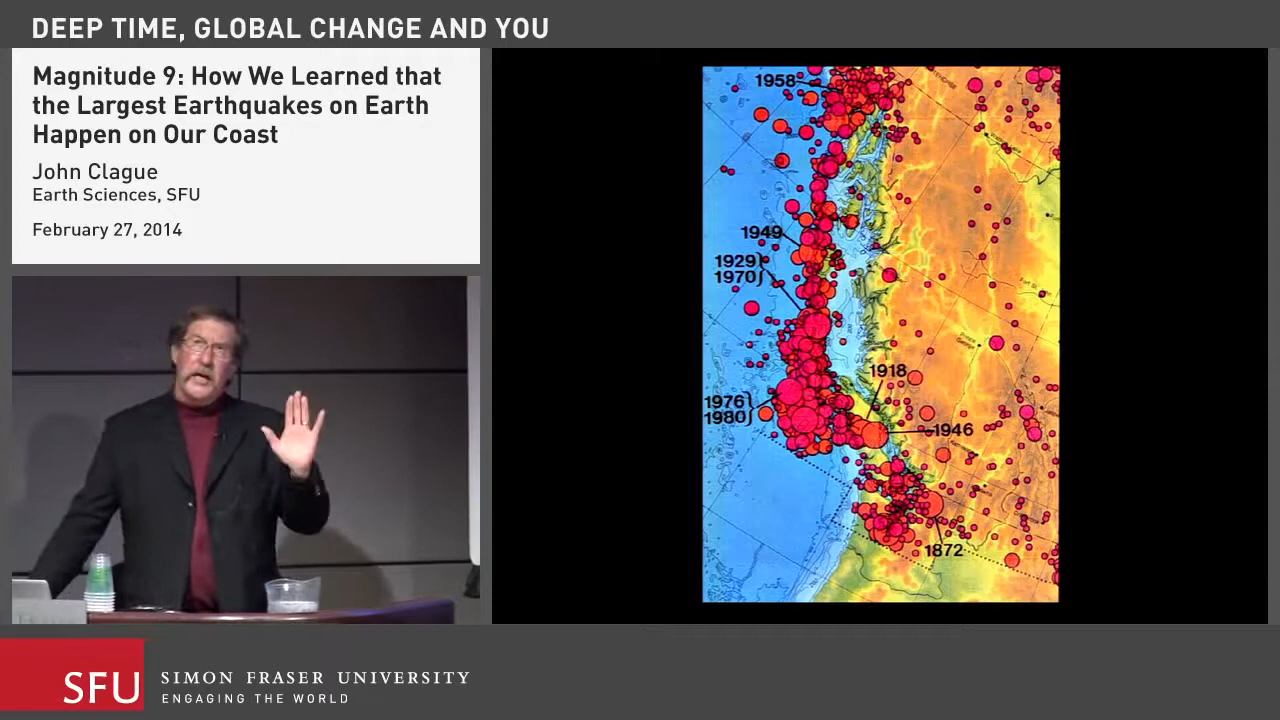 DEEP TIME, GLOBAL CHANGE AND YOU
Magnitude 9: How We Learned that
the Largest Earthquakes on Earth
Happen on Our Coast
John Clague
Earth Sciences, SFU
February 27, 2014
1958
1949
1929
1970
1918
1976
1980
1946
1872
SFU
SIMON FRASER UNIVERSITY
ENGAGING THE WORLD